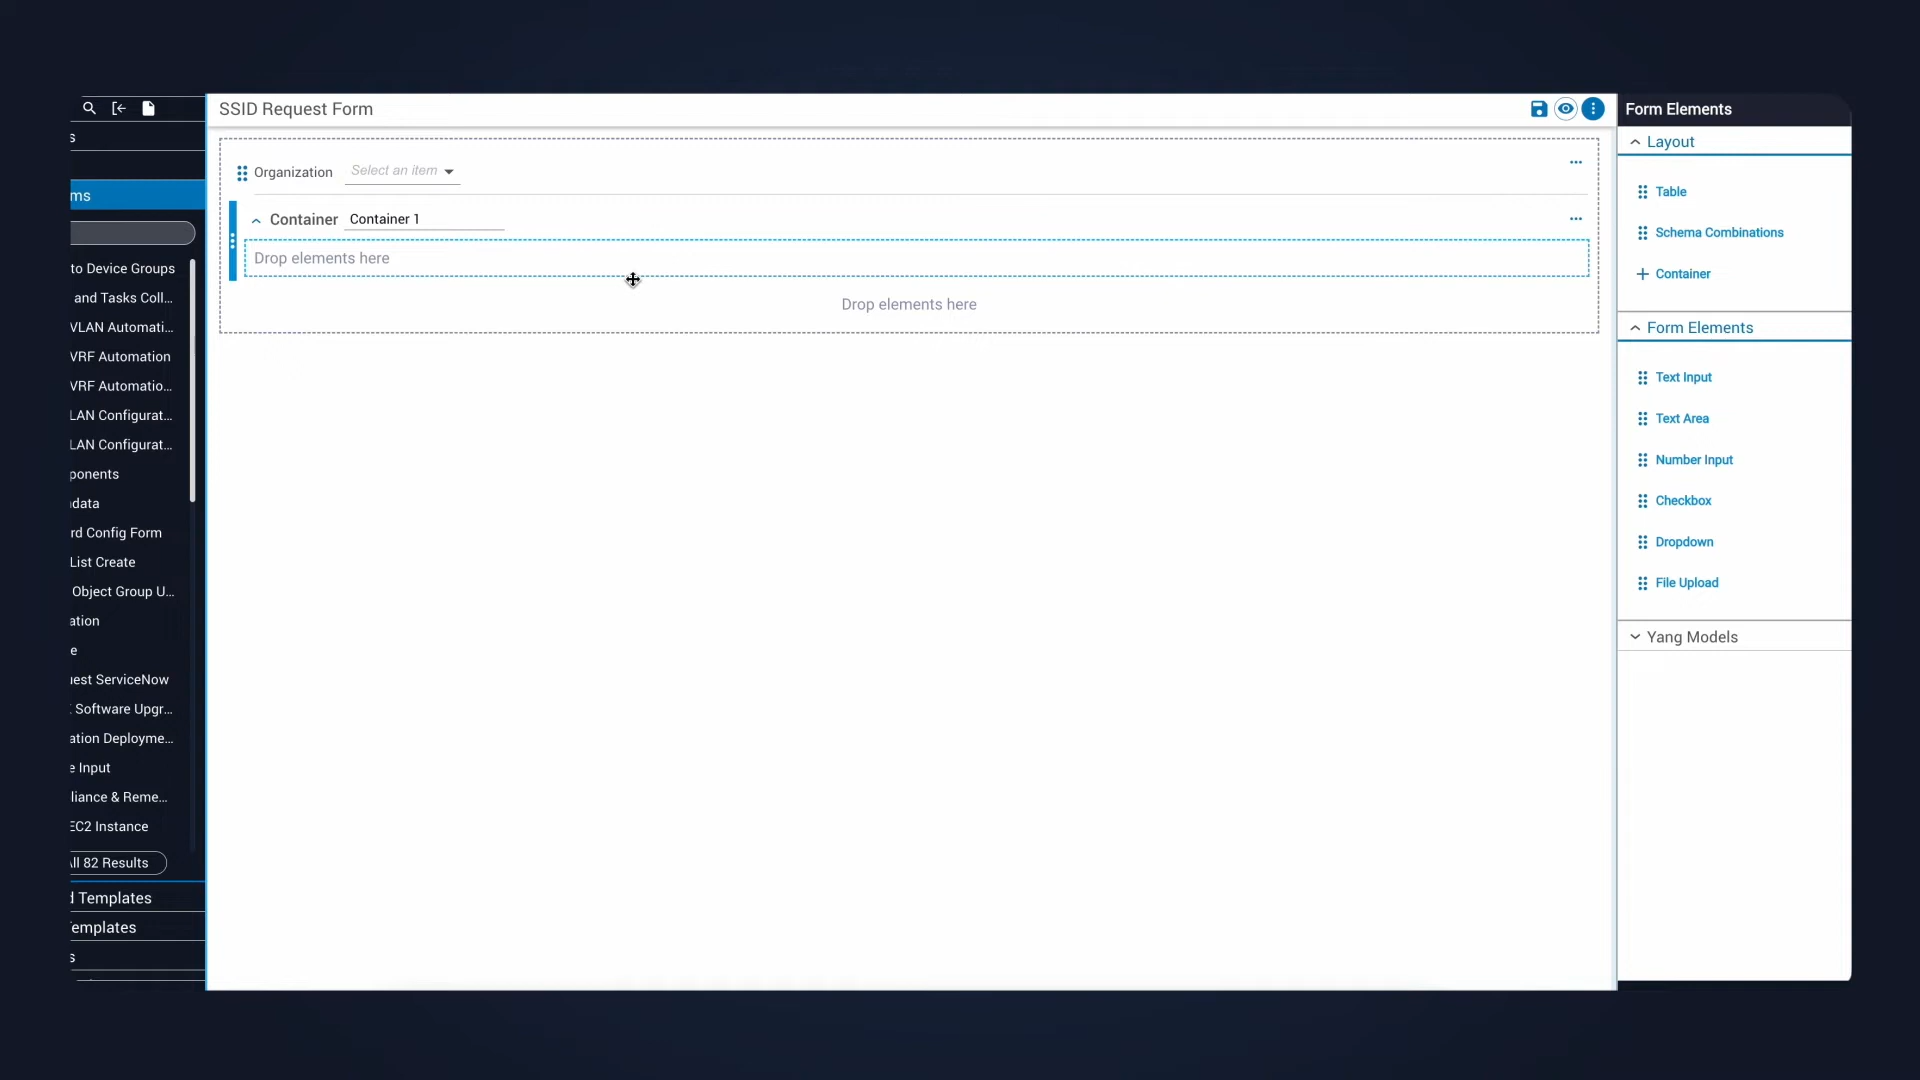 SSID Request Form
Form Elements
s
ms
to Device Groups
and Tasks Coll...
VLAN Automati...
VRF Automation
VRF Automatio...
LAN Configurat...
LAN Configurat...
ponents
data
rd Config Form
List Create
Object Group U...
ation
e
uest ServiceNow
Software Upgr...
ation Deployme...
e Input
liance & Reme...
EC2 Instance
All 82 Results
d Templates
Templates
s
Organization Select an item
Container Container 1
Drop elements here
Drop elements here
Layout
Table
Schema Combinations
Container
Form Elements
Text Input
Text Area
Number Input
Checkbox
Dropdown
File Upload
Yang Models